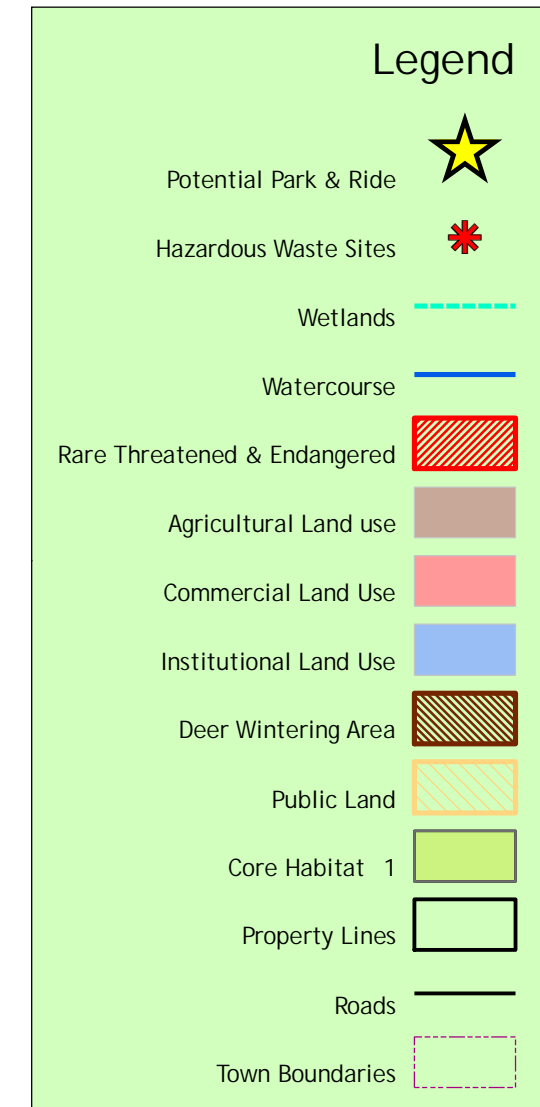 Legend
Potential Park & Ride
Hazardous Waste Sites
Wetlands
Watercourse
Rare Threatened & Endangered
Agricultural Land use
Commercial Land Use
Institutional Land Use
Deer Wintering Area
Public Land
Core Habitat 1
Property Lines
Roads
Town Boundaries